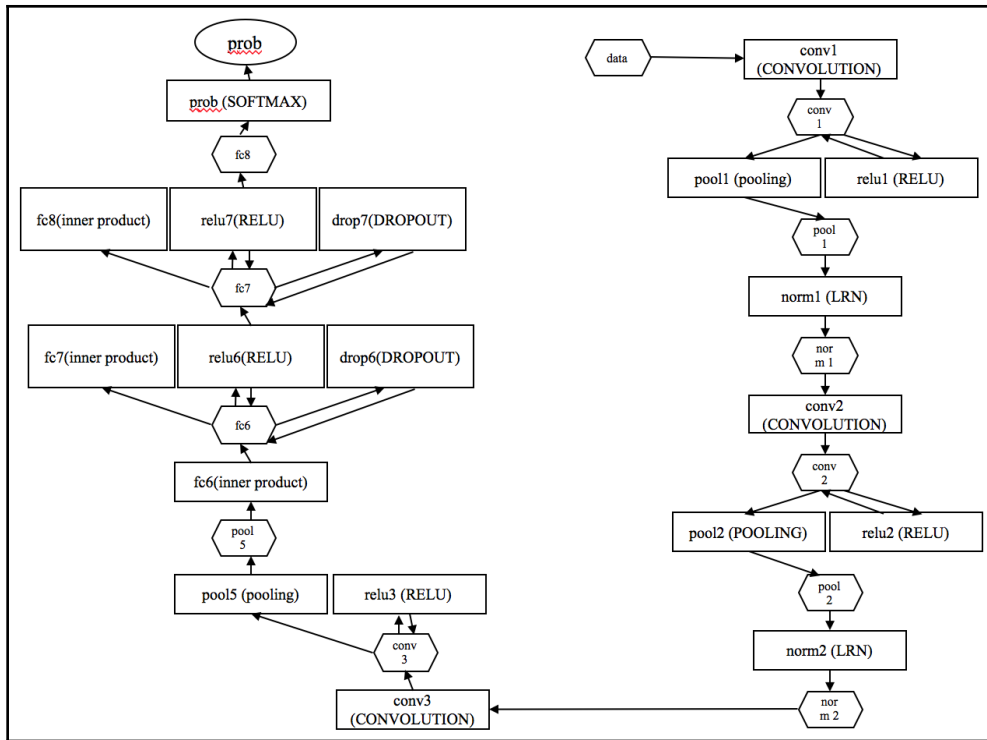 prob
prob (SOFTMAX)
fc8
fc8(inner product)
relu7(RELU)
drop7(DROPOUT)
fc7
fc7(inner product)
relu6(RELU)
drop6(DROPOUT)
fc6
fc6(inner product)
pool
5
pool5 (pooling)
relu3 (RELU)
conv
3
conv3
(CONVOLUTION)
data
conv1
(CONVOLUTION)
conv
1
pool1 (pooling)
relu1 (RELU)
pool
1
norm1 (LRN)
nor
m 1
conv2
(CONVOLUTION)
conv
2
pool2 (POOLING)
relu2 (RELU)
pool
2
norm2 (LRN)
nor
m 2